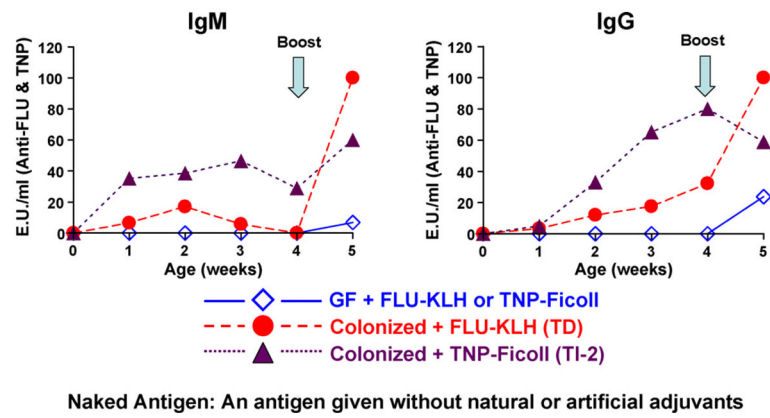 IgM
IgG
Boost
Boost
E.U./ml (Anti-FLU & TNP)
120
100
80
60
40
20
0
0 1 2 3 4 5
Age (weeks)
E.U./ml (Anti-FLU & TNP)
120
100
80
60
40
20
0
0 1 2 3 4 5
Age (weeks)
GF + FLU-KLH or TNP-Ficoll
Colonized + FLU-KLH (TD)
Colonized + TNP-Ficoll (TI-2)
Naked Antigen: An antigen given without natural or artificial adjuvants